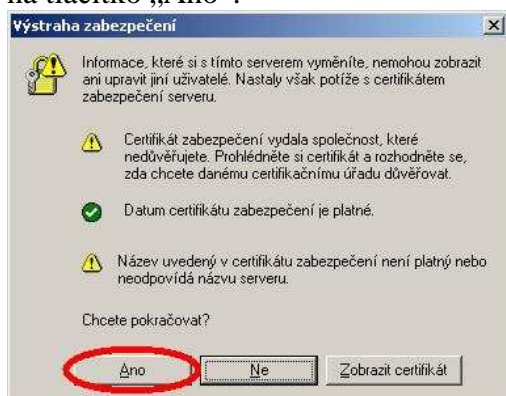 na tlačítko „Ano“.
Výstraha zabezpečení
Informace, které si s tímto serverem vyměníte, nemohou zobrazit
ani upravit jiní uživatelé. Nastaly však potíže s certifikátem
zabezpečení serveru.
Certifikát zabezpečení vydala společnost, které
nedůvěřujete. Prohlédněte si certifikát a rozhodněte se,
zda chcete danému certifikačnímu úřadu důvěřovat.
Datum certifikátu zabezpečení je platné.
Název uvedený v certifikátu zabezpečení není platný nebo
neodpovídá názvu serveru.
Chcete pokračovat?
Ano Ne Zobrazit certifikát